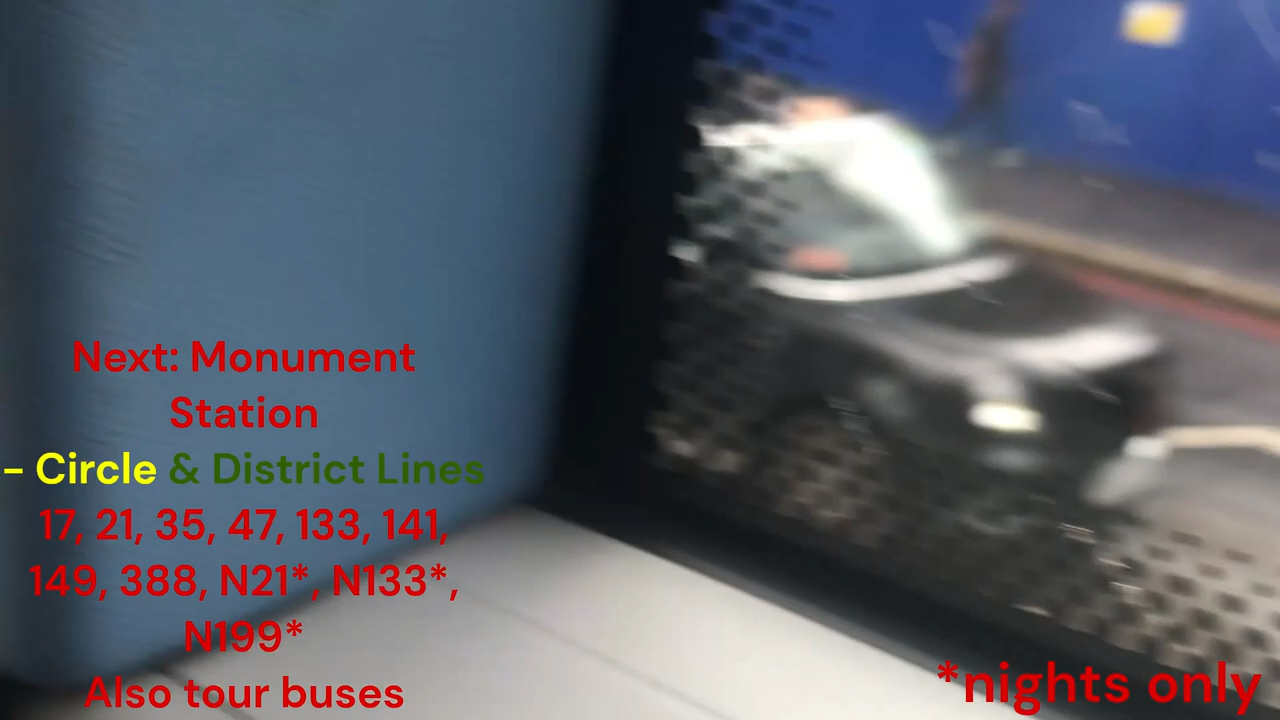 Next: Monument
Station
- Circle & District Lines
17, 21, 35, 47, 133, 141,
149, 388, N21*, N133*,
N199*
Also tour buses
*nights only